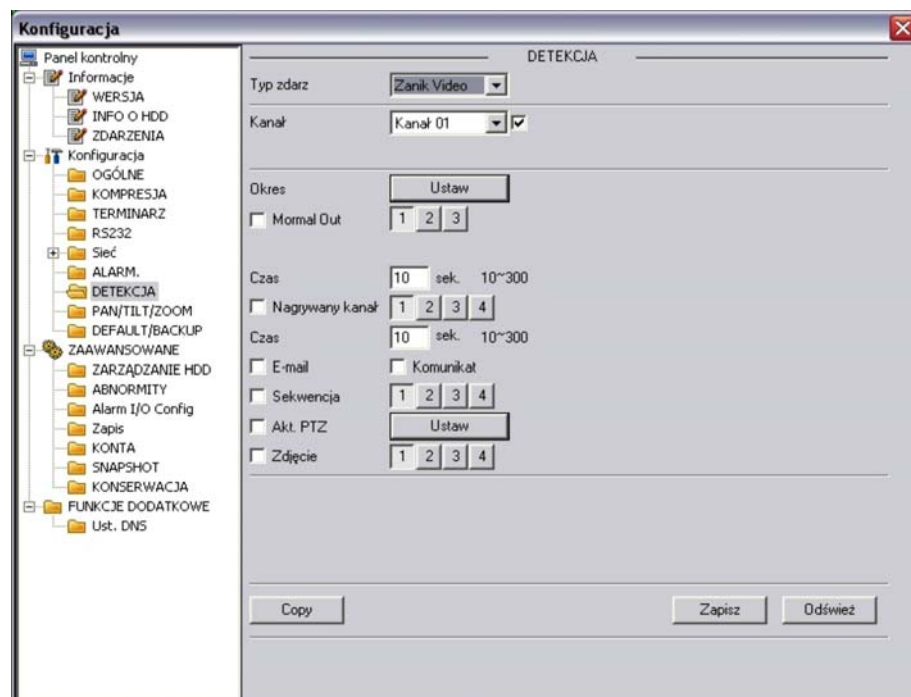 Konfiguracja
Panel kontrolny
Informacje
WERSJA
INFO O HDD
ZDARZENIA
Konfiguracja
OGÓLNE
KOMPRESJA
TERMINARZ
RS232
Sieć
ALARM.
DETEKCJA
PAN/TILT/ZOOM
DEFAULT/BACKUP
ZAAWANSOWANE
ZARZĄDZANIE HDD
ABNORMITY
Alarm I/O Config
Zapis
KONTA
SNAPSHOT
KONSERWACJA
FUNKCJE DODATKOWE
Ust. DNS
DETEKCJA
Typ zdarz Zanik Video
Kanał Kanał 01
Okres Ustaw
Mormal Out 1 2 3
Czas 10 sek. 10~300
Nagrywany kanał 1 2 3 4
Czas 10 sek. 10~300
E-mail Komunikat
Sekwencja 1 2 3 4
Akt. PTZ Ustaw
Zdjęcie 1 2 3 4
Copy Zapisz Odśwież